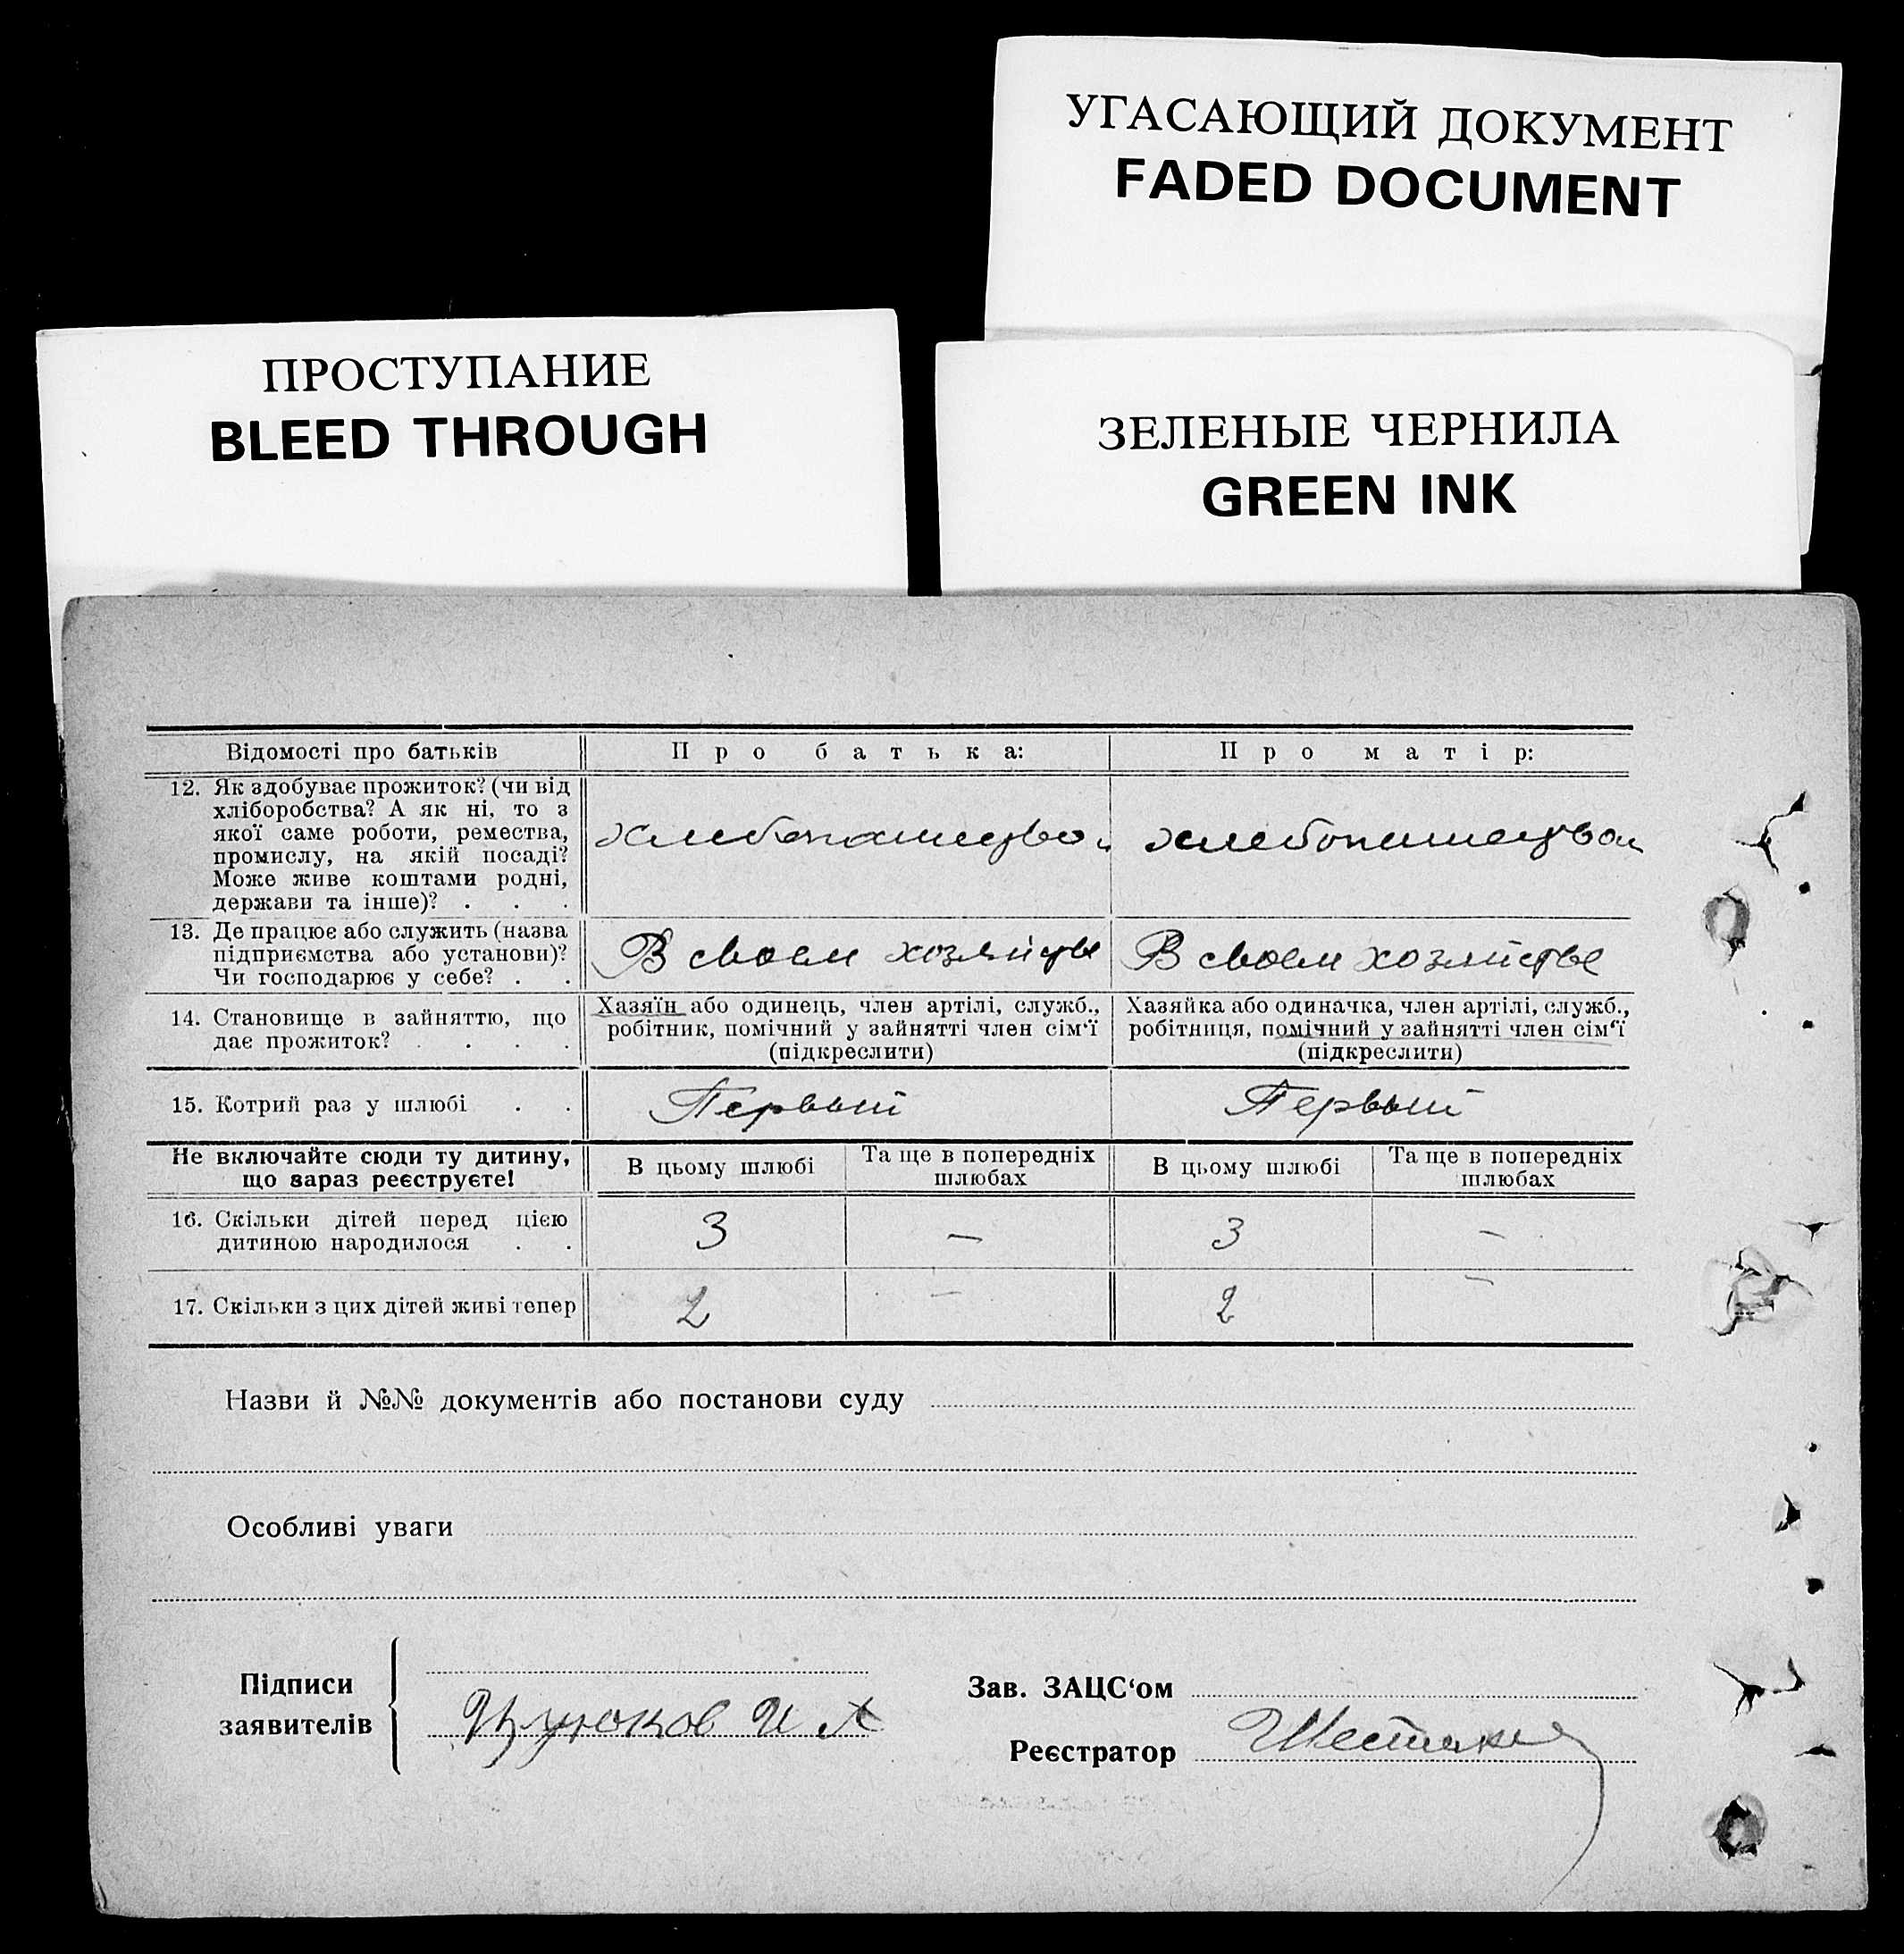 УГАСАЮЩИЙ ДОКУМЕНТ
FADED DOCUMENT
ПРОСТУПАНИЕ
BLEED THROUGH
ЗЕЛЕНЫЕ ЧЕРНИЛА
GREEN INK
Відомості про батьків
Про батька:
Про матір:
12. Як здобуває прожиток? (чи від
хліборобства? А як ні, то з
якої саме роботи, ремества,
промислу, на якій посаді?
Може живе коштами родні,
держави та інше)? . . .
хлебопашество
хлебопашеством
13. Де працює або служить (назва
підприємства або установи)?
Чи господарює у себе? . .
В своем хозяйстве
В своем хозяйстве
14. Становище в зайняттю, що
дає прожиток? . . . .
Хазяїн або одинець, член артілі, служб.,
робітник, помічний у зайнятті член сім'ї
(підкреслити)
Хазяйка або одиначка, член артілі, служб.,
робітниця, помічний у зайнятті член сім'ї
(підкреслити)
15. Котрий раз у шлюбі . .
Первый
Первый
Не включайте сюди ту дитину,
що зараз реєструєте!
В цьому шлюбі
Та ще в попередніх
шлюбах
В цьому шлюбі
Та ще в попередніх
шлюбах
16. Скільки дітей перед цією
дитиною народилося . .
3
—
3
—
17. Скільки з цих дітей живі тепер
2
—
2
—
Назви й №№ документів або постанови суду
Особливі уваги
Підписи
заявителів
И А
Зав. ЗАЦС‘ом
Реєстратор